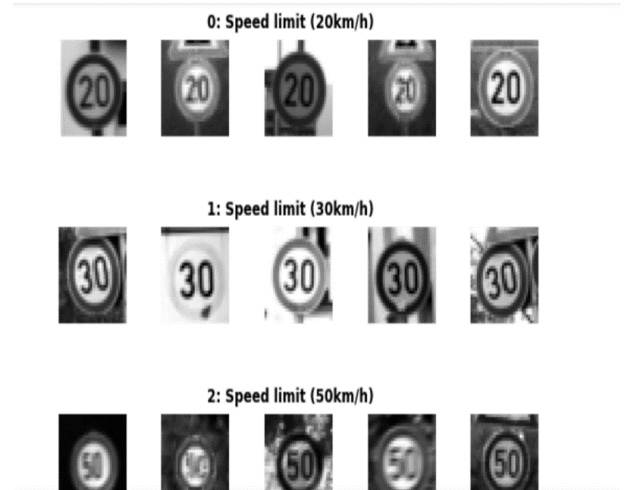 0: Speed limit (20km/h)
20 20 20 20 20
1: Speed limit (30km/h)
30 30 30 30 30
2: Speed limit (50km/h)
50 50 50 50